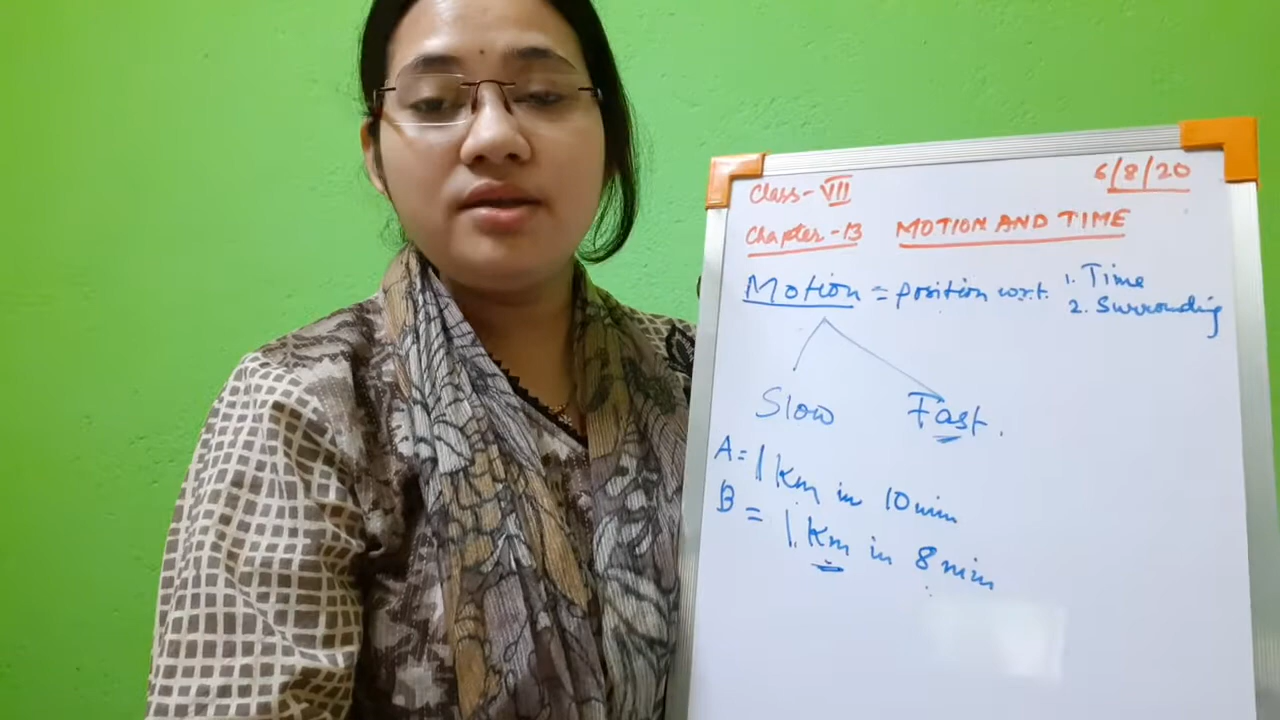 Class-VII 6/8/20
Chapter-13 MOTION AND TIME
Motion = position w.r.t. 1. Time
2. Surrounding
Slow Fast.
A = 1 Km in 10 min
B = 1 Km in 8 min